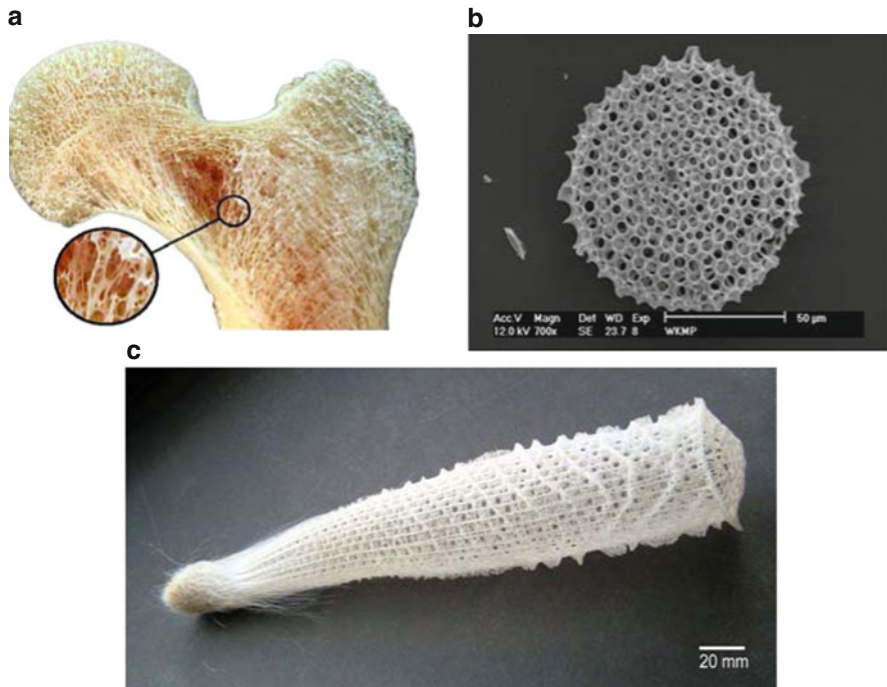 a
b
Acc.V Magn Det WD Exp 50 µm
12.0 kV 700x SE 23.7 8 WKMP
c
20 mm